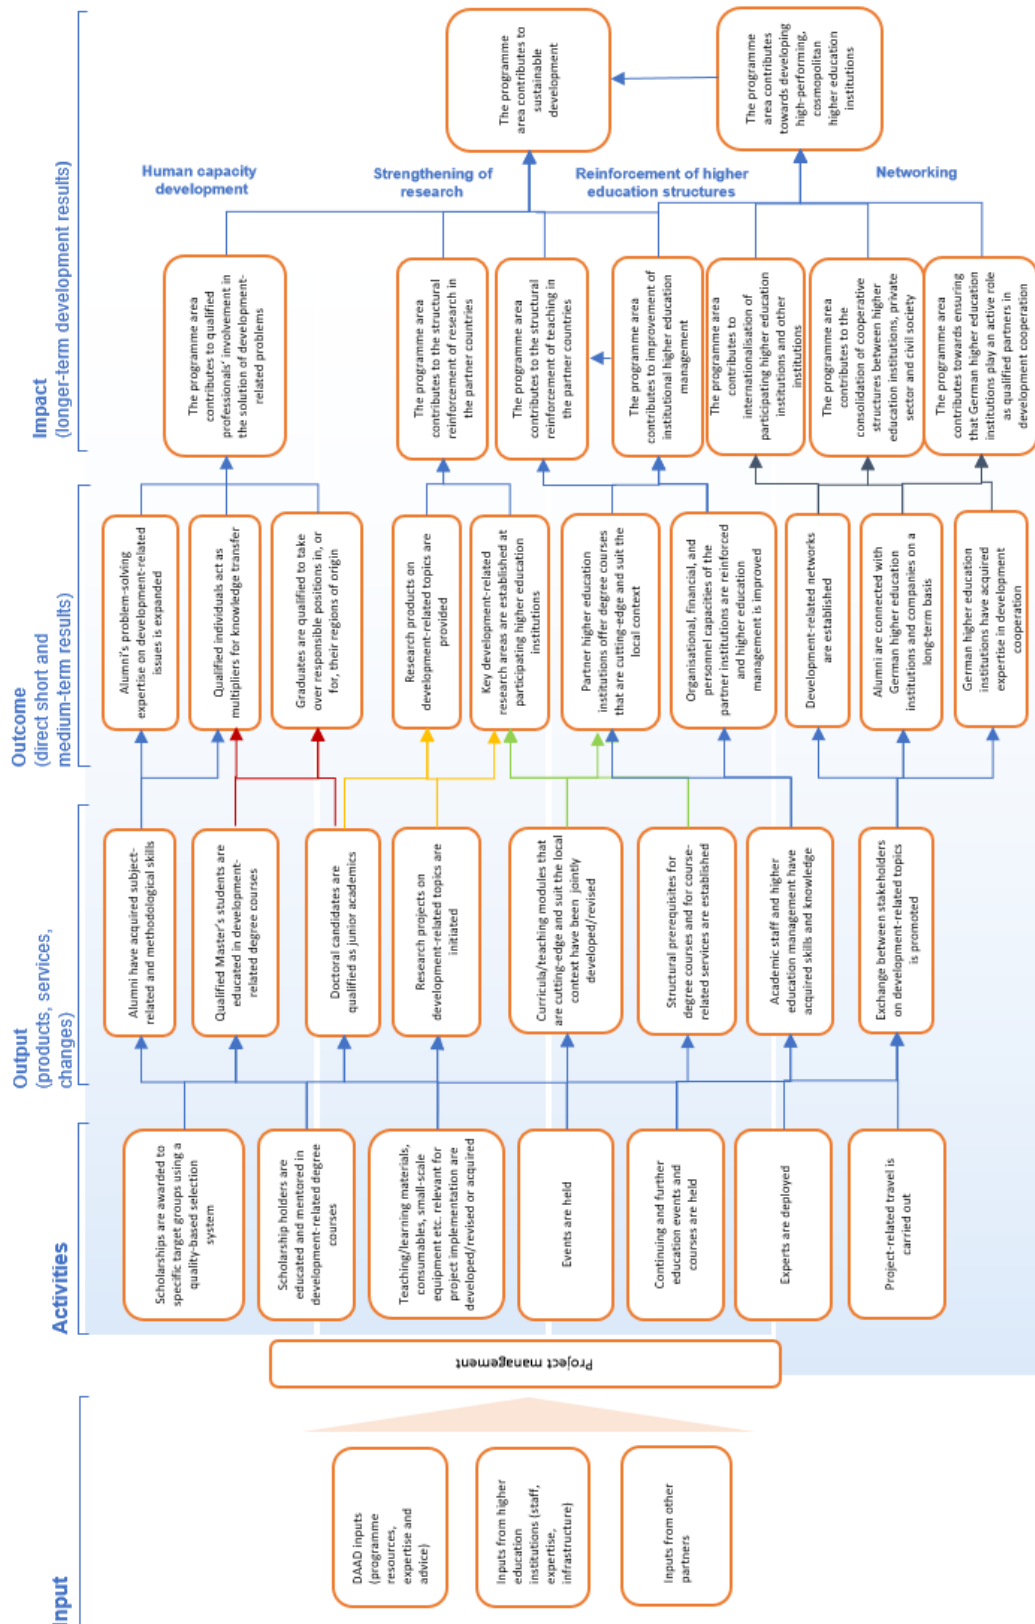 Input
DAAD inputs
(programme
resources,
expertise and
advice)
Inputs from higher
education
institutions (staff,
expertise,
infrastructure)
Inputs from other
partners
Project management
Activities
Scholarships are awarded to
specific target groups using a
quality-based selection
system
Scholarship holders are
educated and mentored in
development-related degree
courses
Teaching/learning materials,
consumables, small-scale
equipment etc. relevant for
project implementation are
developed/revised or acquired
Events are held
Continuing and further
education events and
courses are held
Experts are deployed
Project-related travel is
carried out
Output
(products, services,
changes)
Alumni have acquired subject-
related and methodological skills
Qualified Master's students are
educated in development-
related degree courses
Doctoral candidates are
qualified as junior academics
Research projects on
development-related topics are
initiated
Curricula/teaching modules that
are cutting-edge and suit the local
context have been jointly
developed/revised
Structural prerequisites for
degree courses and for course-
related services are established
Academic staff and higher
education management have
acquired skills and knowledge
Exchange between stakeholders
on development-related topics
is promoted
Outcome
(direct short and
medium-term results)
Alumni's problem-solving
expertise on development-related
issues is expanded
Qualified individuals act as
multipliers for knowledge transfer
Graduates are qualified to take
over responsible positions in, or
for, their regions of origin
Research products on
development-related topics are
provided
Key development-related
research areas are established at
participating higher education
institutions
Partner higher education
institutions offer degree courses
that are cutting-edge and suit the
local context
Organisational, financial, and
personnel capacities of the
partner institutions are reinforced
and higher education
management is improved
Development-related networks
are established
Alumni are connected with
German higher education
institutions and companies on a
long-term basis
German higher education
institutions have acquired
expertise in development
cooperation
Impact
(longer-term development results)
The programme area
contributes to qualified
professionals' involvement in
the solution of development-
related problems
The programme area
contributes to the structural
reinforcement of research in
the partner countries
The programme area
contributes to the structural
reinforcement of teaching in
the partner countries
The programme area
contributes to improvement of
institutional higher education
management
The programme area
contributes to
internationalisation of
participating higher education
institutions and other
institutions
The programme area
contributes to the
consolidation of cooperative
structures between higher
education institutions, private
sector and civil society
The programme area
contributes towards ensuring
that German higher education
institutions play an active role
as qualified partners in
development cooperation
Human capacity
development
Strengthening of
research
Reinforcement of higher
education structures
Networking
The programme
area contributes to
sustainable
development
The programme
area contributes
towards developing
high-performing,
cosmopolitan
higher education
institutions